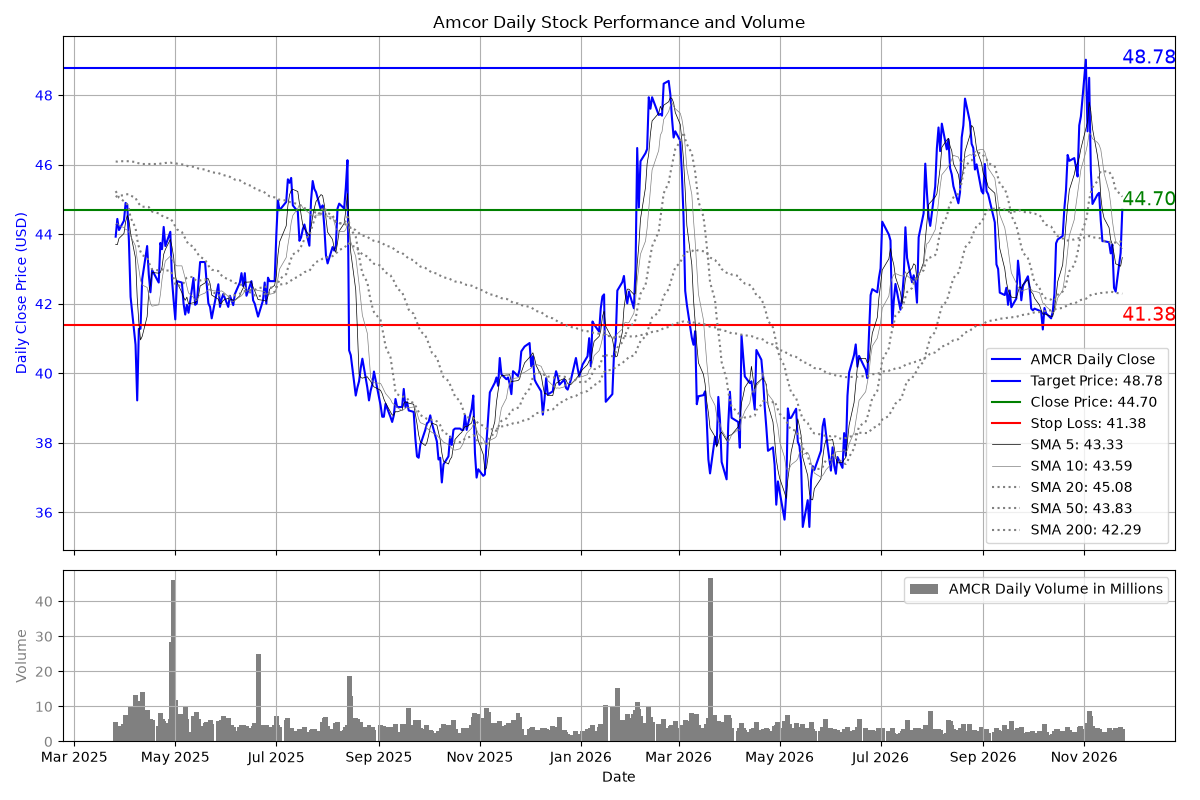 Amcor Daily Stock Performance and Volume
Daily Close Price (USD)
48
46
44
42
40
38
36
48.78
44.70
41.38
AMCR Daily Close
Target Price: 48.78
Close Price: 44.70
Stop Loss: 41.38
SMA 5: 43.33
SMA 10: 43.59
SMA 20: 45.08
SMA 50: 43.83
SMA 200: 42.29
Volume
40
30
20
10
0
AMCR Daily Volume in Millions
Mar 2025
May 2025
Jul 2025
Sep 2025
Nov 2025
Jan 2026
Mar 2026
May 2026
Jul 2026
Sep 2026
Nov 2026
Date